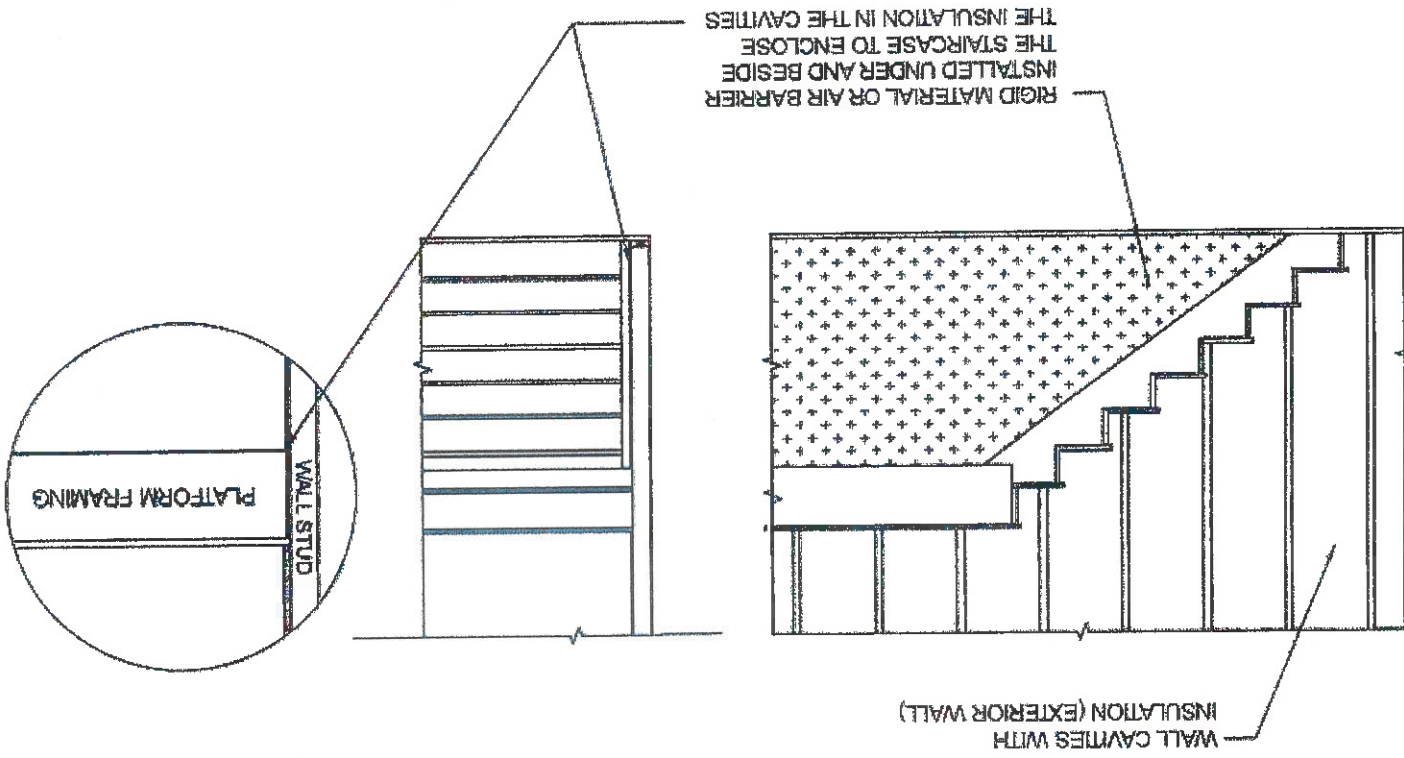 WALL CAVITIES WITH
INSULATION (EXTERIOR WALL)
RIGID MATERIAL OR AIR BARRIER
INSTALLED UNDER AND BESIDE
THE STAIRCASE TO ENCLOSE
THE INSULATION IN THE CAVITIES
PLATFORM FRAMING
WALL STUD